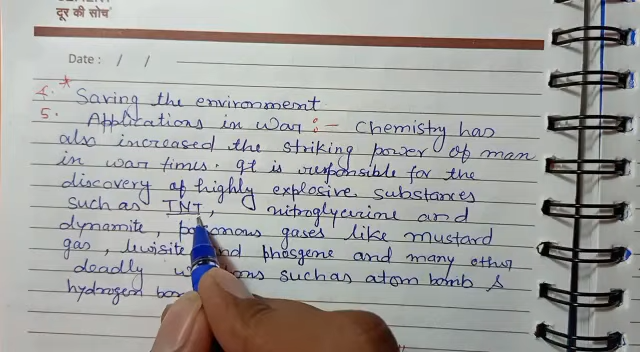 दूर की सोच
Date : / /
4. * Saving the environment
5. Applications in war :- Chemistry has
also increased the striking power of man
in war times. It is responsible for the
discovery of highly explosive substances
such as TNT, nitroglycerine and
dynamite, poisonous gases like mustard
gas, lewisite and phosgene and many other
deadly such as atom bomb &
hydrogen